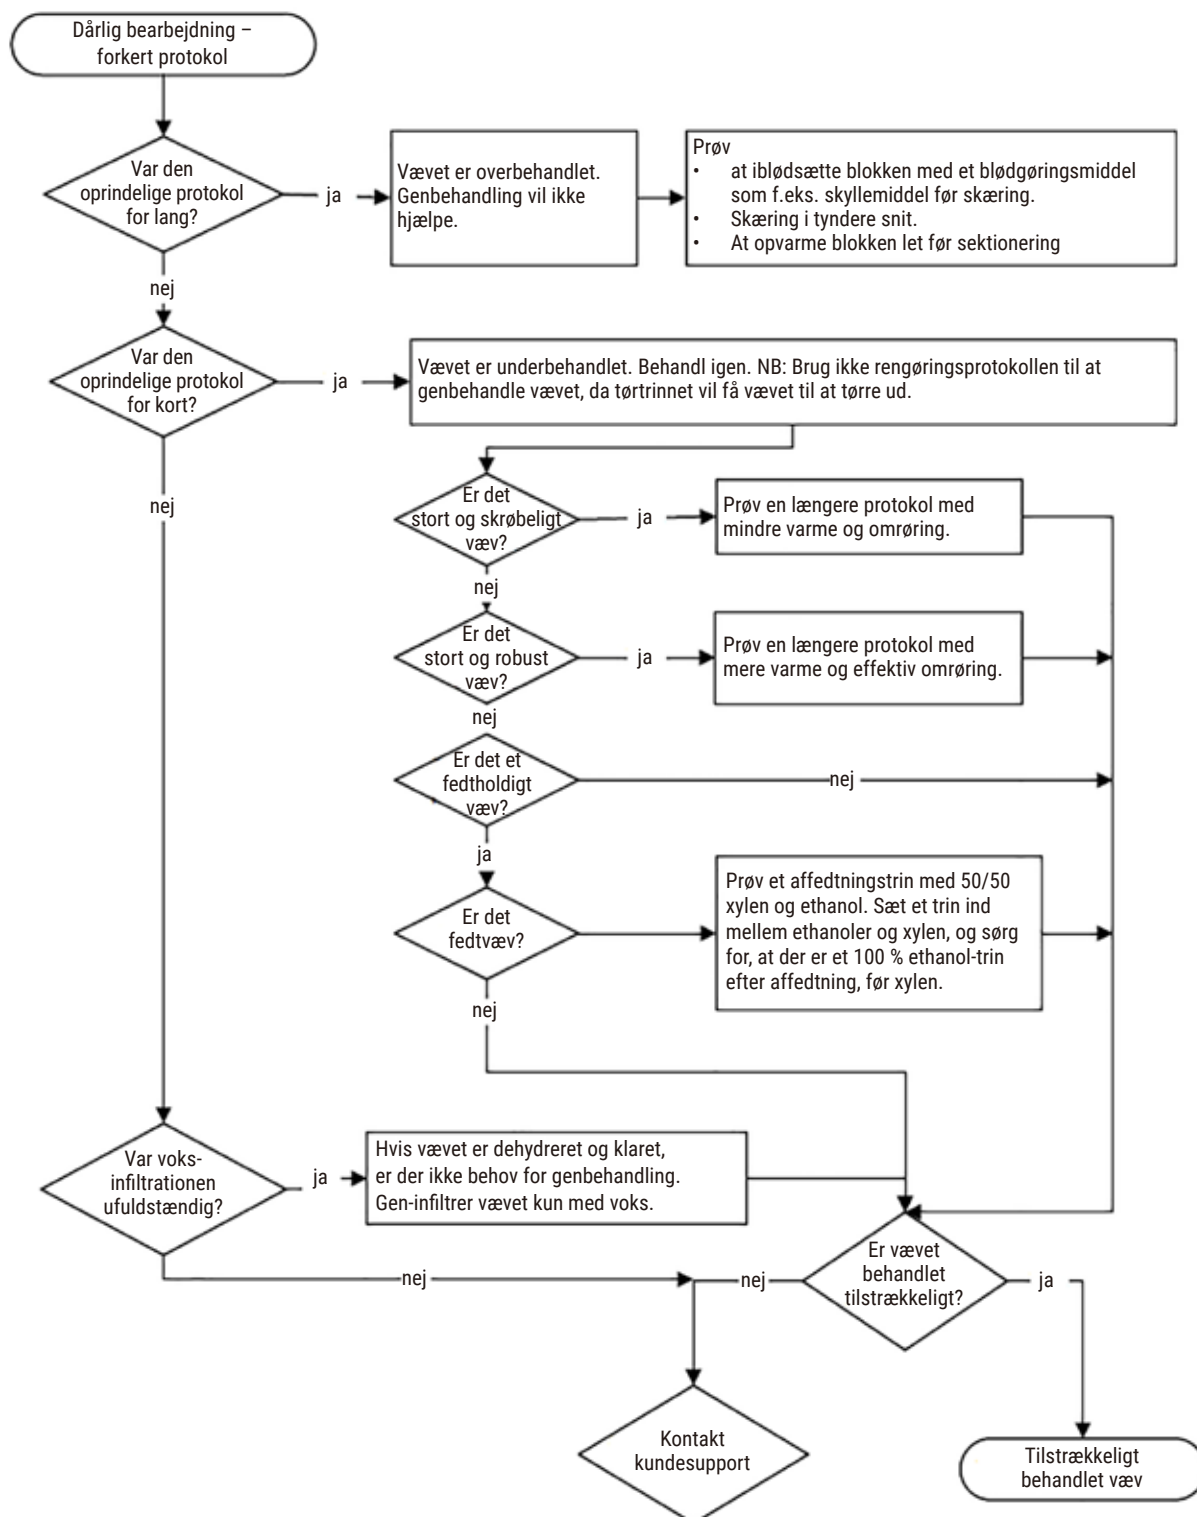 Dårlig bearbejdning –
forkert protokol
Var den
oprindelige protokol
for lang?
ja
Vævet er overbehandlet.
Genbehandling vil ikke
hjælpe.
Prøv
• at iblødsætte blokken med et blødgøringsmiddel
som f.eks. skyllemiddel før skæring.
• Skæring i tyndere snit.
• At opvarme blokken let før sektionering
nej
Var den
oprindelige protokol
for kort?
ja
Vævet er underbehandlet. Behandl igen. NB: Brug ikke rengøringsprotokollen til at
genbehandle vævet, da tørtrinnet vil få vævet til at tørre ud.
nej
Er det
stort og skrøbeligt
væv?
ja
Prøv en længere protokol med
mindre varme og omrøring.
nej
Er det
stort og robust
væv?
ja
Prøv en længere protokol med
mere varme og effektiv omrøring.
nej
Er det et
fedtholdigt
væv?
nej
ja
Er det
fedtvæv?
Prøv et affedtningstrin med 50/50
xylen og ethanol. Sæt et trin ind
mellem ethanoler og xylen, og sørg
for, at der er et 100 % ethanol-trin
efter affedtning, før xylen.
nej
Var voks-
infiltrationen
ufuldstændig?
ja
Hvis vævet er dehydreret og klaret,
er der ikke behov for genbehandling.
Gen-infiltrer vævet kun med voks.
nej
Er vævet
behandlet
tilstrækkeligt?
nej
ja
Kontakt
kundesupport
Tilstrækkeligt
behandlet væv